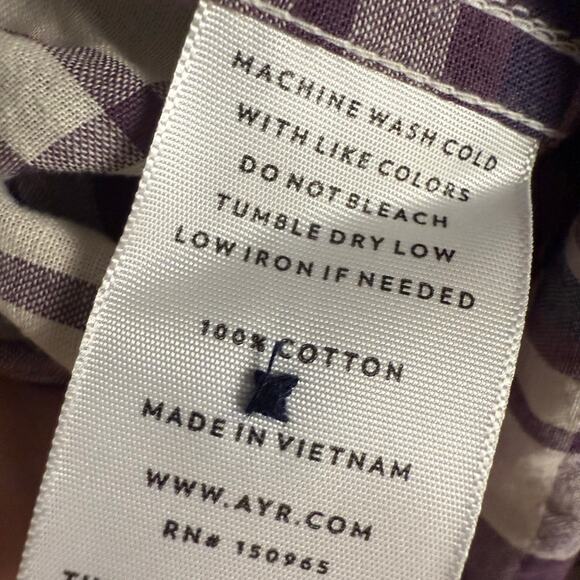 MACHINE WASH COLD
WITH LIKE COLORS
DO NOT BLEACH
TUMBLE DRY LOW
LOW IRON IF NEEDED
100% COTTON
MADE IN VIETNAM
WWW.AYR.COM
RN# 150965